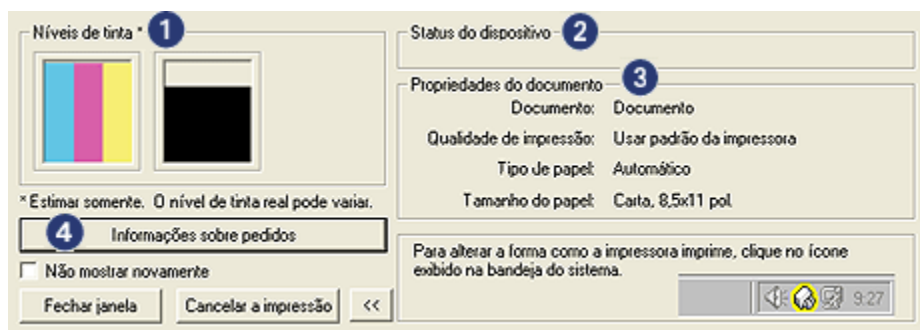 Níveis de tinta * 1
Status do dispositivo 2
Propriedades do documento 3
Documento: Documento
Qualidade de impressão: Usar padrão da impressora
Tipo de papel: Automático
Tamanho do papel: Carta, 8,5x11 pol.
* Estimar somente. O nível de tinta real pode variar.
4 Informações sobre pedidos
Não mostrar novamente
Fechar janela Cancelar a impressão <<
Para alterar a forma como a impressora imprime, clique no ícone
exibido na bandeja do sistema.
9:27